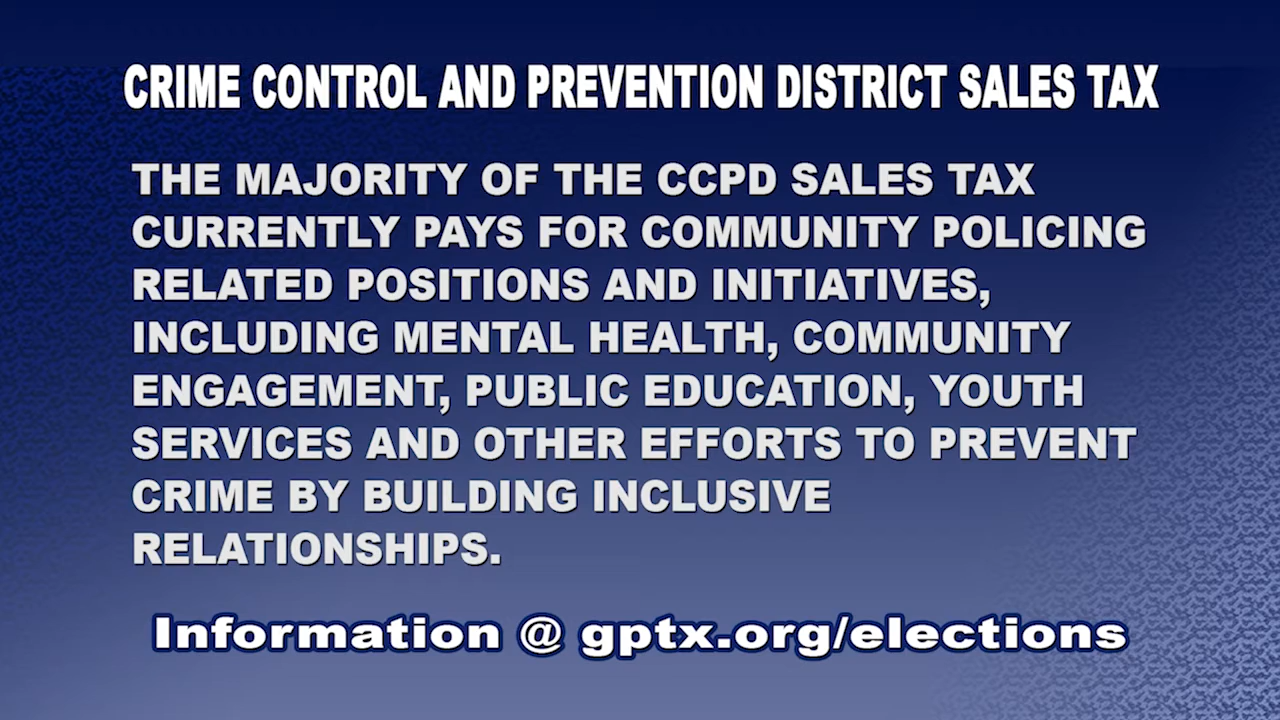 CRIME CONTROL AND PREVENTION DISTRICT SALES TAX
THE MAJORITY OF THE CCPD SALES TAX
CURRENTLY PAYS FOR COMMUNITY POLICING
RELATED POSITIONS AND INITIATIVES,
INCLUDING MENTAL HEALTH, COMMUNITY
ENGAGEMENT, PUBLIC EDUCATION, YOUTH
SERVICES AND OTHER EFFORTS TO PREVENT
CRIME BY BUILDING INCLUSIVE
RELATIONSHIPS.
Information @ gptx.org/elections